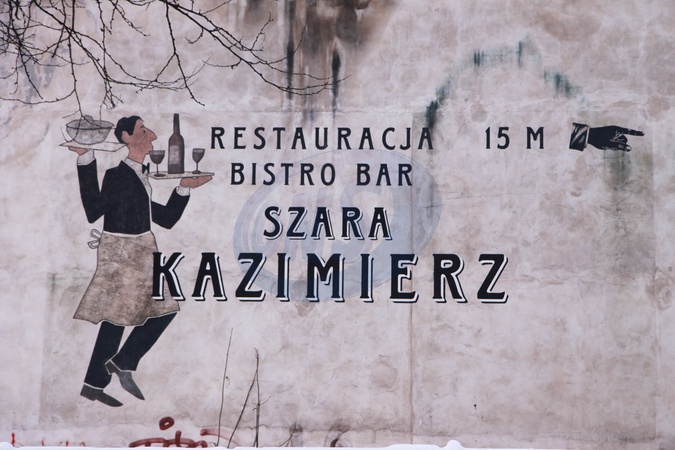 RESTAURACJA 15 M
BISTRO BAR
SZARA
KAZIMIERZ